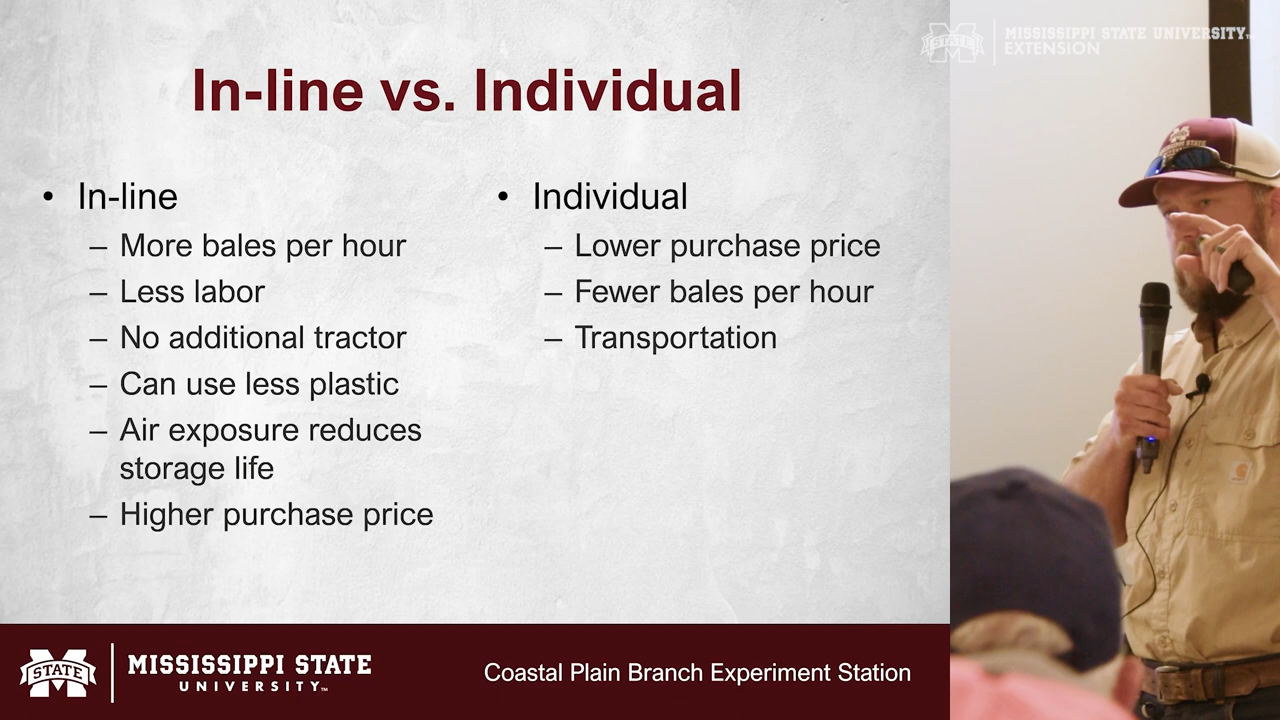 MISSISSIPPI STATE UNIVERSITY™
EXTENSION
In-line vs. Individual
• In-line
– More bales per hour
– Less labor
– No additional tractor
– Can use less plastic
– Air exposure reduces
storage life
– Higher purchase price
• Individual
– Lower purchase price
– Fewer bales per hour
– Transportation
STATE
MISSISSIPPI STATE
UNIVERSITY™
Coastal Plain Branch Experiment Station